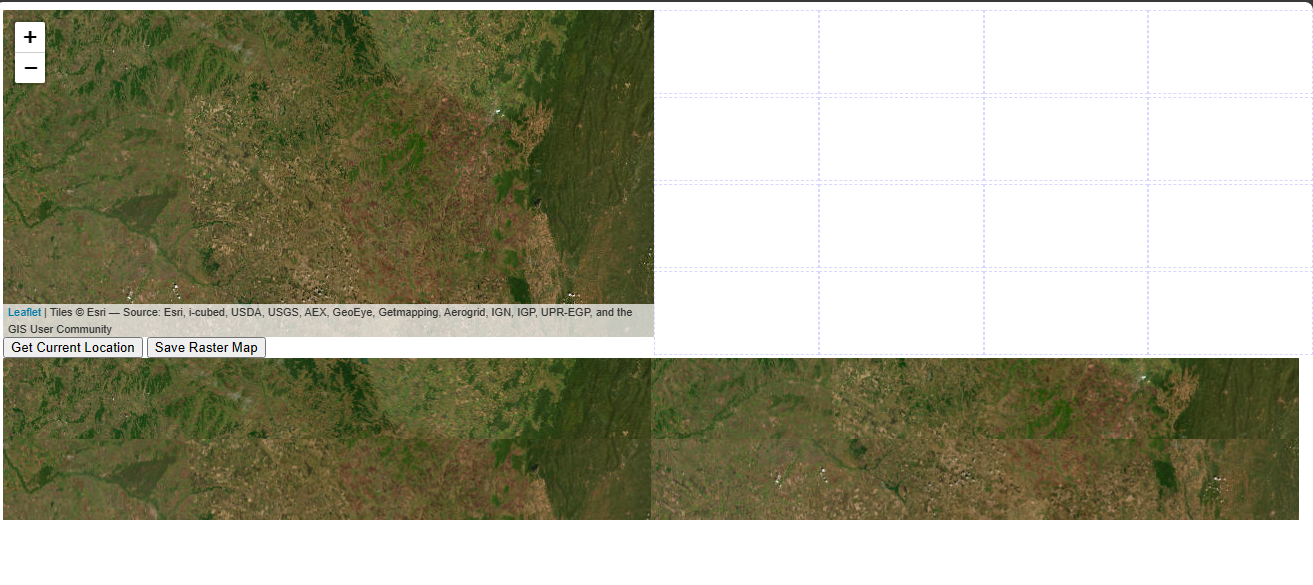 +
−
Leaflet | Tiles © Esri — Source: Esri, i-cubed, USDA, USGS, AEX, GeoEye, Getmapping, Aerogrid, IGN, IGP, UPR-EGP, and the
GIS User Community
Get Current Location Save Raster Map